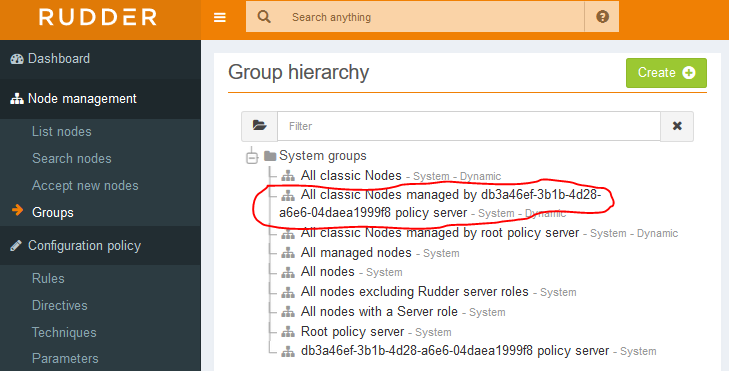 RUDDER
Search anything
?
Dashboard
Node management
List nodes
Search nodes
Accept new nodes
Groups
Configuration policy
Rules
Directives
Techniques
Parameters
Group hierarchy
Create
Filter
System groups
All classic Nodes - System - Dynamic
All classic Nodes managed by db3a46ef-3b1b-4d28-
a6e6-04daea1999f8 policy server - System - Dynamic
All classic Nodes managed by root policy server - System - Dynamic
All managed nodes - System
All nodes - System
All nodes excluding Rudder server roles - System
All nodes with a Server role - System
Root policy server - System
db3a46ef-3b1b-4d28-a6e6-04daea1999f8 policy server - System